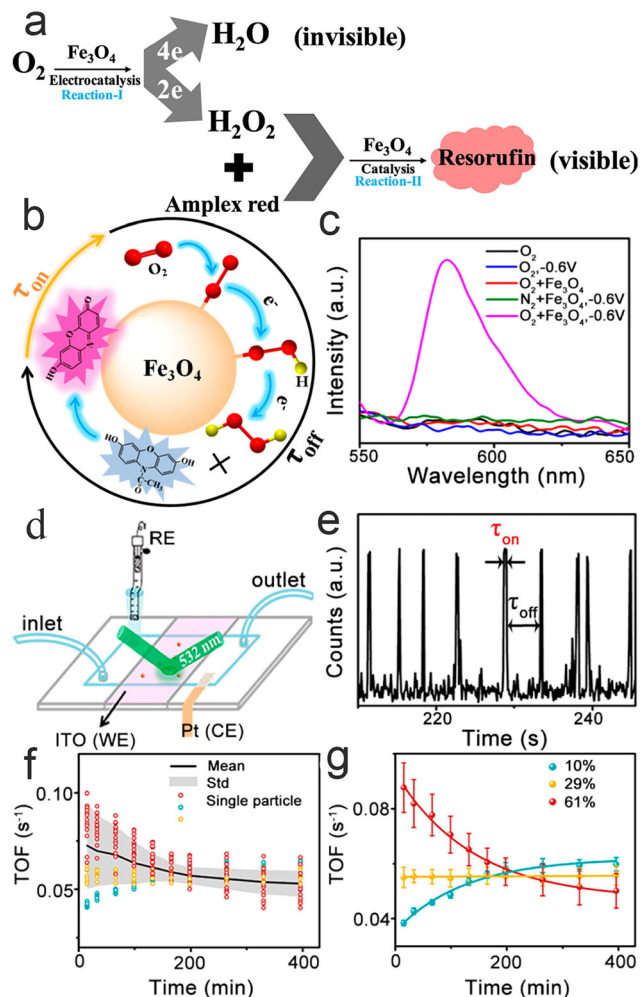 a
O₂
Fe₃O₄
Electrocatalysis
Reaction-I
4e
2e
H₂O
(invisible)
H₂O₂
+
Amplex red
Fe₃O₄
Catalysis
Reaction-II
Resorufin
(visible)
b
τon
O₂
e⁻
H
e⁻
Fe₃O₄
O
O
N
HO
HO
O
OH
N
C
CH₃
O
+
τoff
c
Intensity (a.u.)
O₂
O₂,-0.6V
O₂+Fe₃O₄
N₂+Fe₃O₄,-0.6V
O₂+Fe₃O₄,-0.6V
550
600
650
Wavelength (nm)
d
RE
inlet
outlet
532 nm
ITO (WE)
Pt (CE)
e
Counts (a.u.)
τon
τoff
220
230
240
Time (s)
f
TOF (s⁻¹)
0.10
0.05
Mean
Std
Single particle
0
200
400
Time (min)
g
TOF (s⁻¹)
0.08
0.04
10%
29%
61%
0
200
400
Time (min)